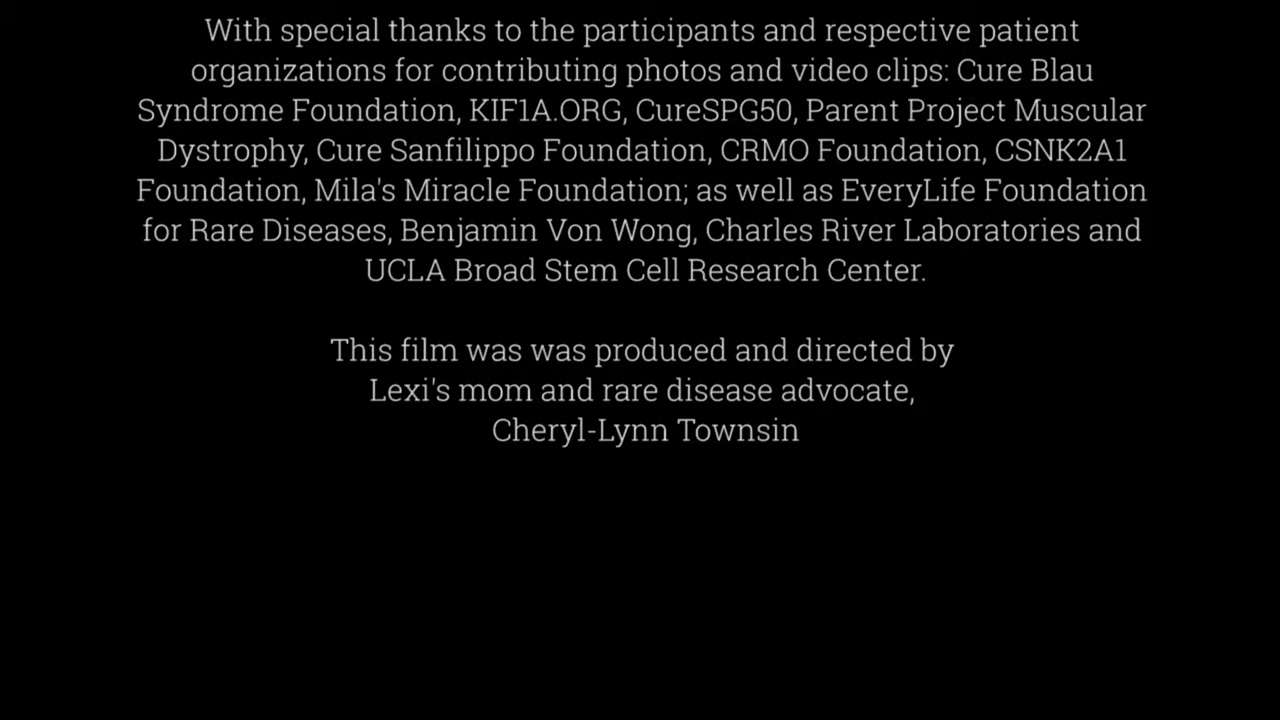 With special thanks to the participants and respective patient
organizations for contributing photos and video clips: Cure Blau
Syndrome Foundation, KIF1A.ORG, CureSPG50, Parent Project Muscular
Dystrophy, Cure Sanfilippo Foundation, CRMO Foundation, CSNK2A1
Foundation, Mila's Miracle Foundation; as well as EveryLife Foundation
for Rare Diseases, Benjamin Von Wong, Charles River Laboratories and
UCLA Broad Stem Cell Research Center.
This film was was produced and directed by
Lexi's mom and rare disease advocate,
Cheryl-Lynn Townsin